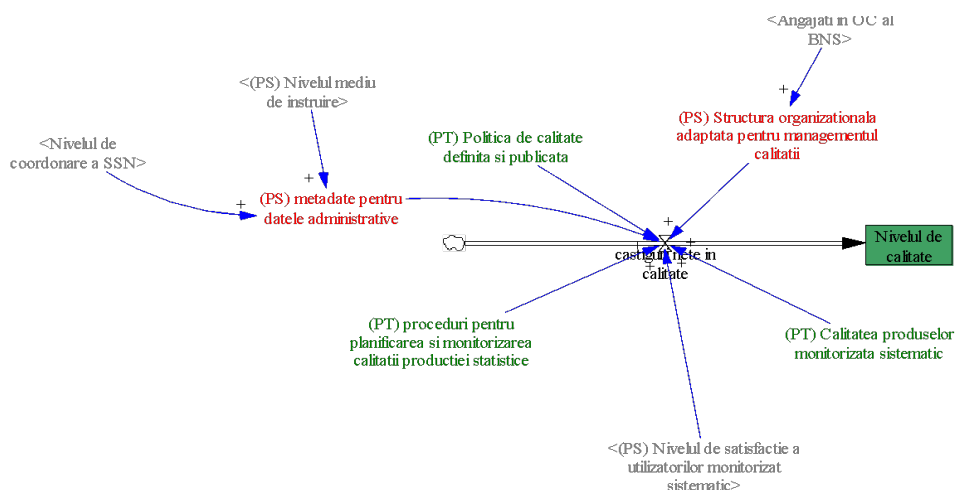 <Angajati in OC al
BNS>
<(PS) Nivelul mediu
de instruire>
(PS) Structura organizationala
adaptata pentru managementul
calitatii
(PT) Politica de calitate
definita si publicata
<Nivelul de
coordonare a SSN>
(PS) metadate pentru
datele administrative
Nivelul de
calitate
castiguri nete in
calitate
(PT) proceduri pentru
planificarea si monitorizarea
calitatii productiei statistice
(PT) Calitatea produselor
monitorizata sistematic
<(PS) Nivelul de satisfactie a
utilizatorilor monitorizat
sistematic>